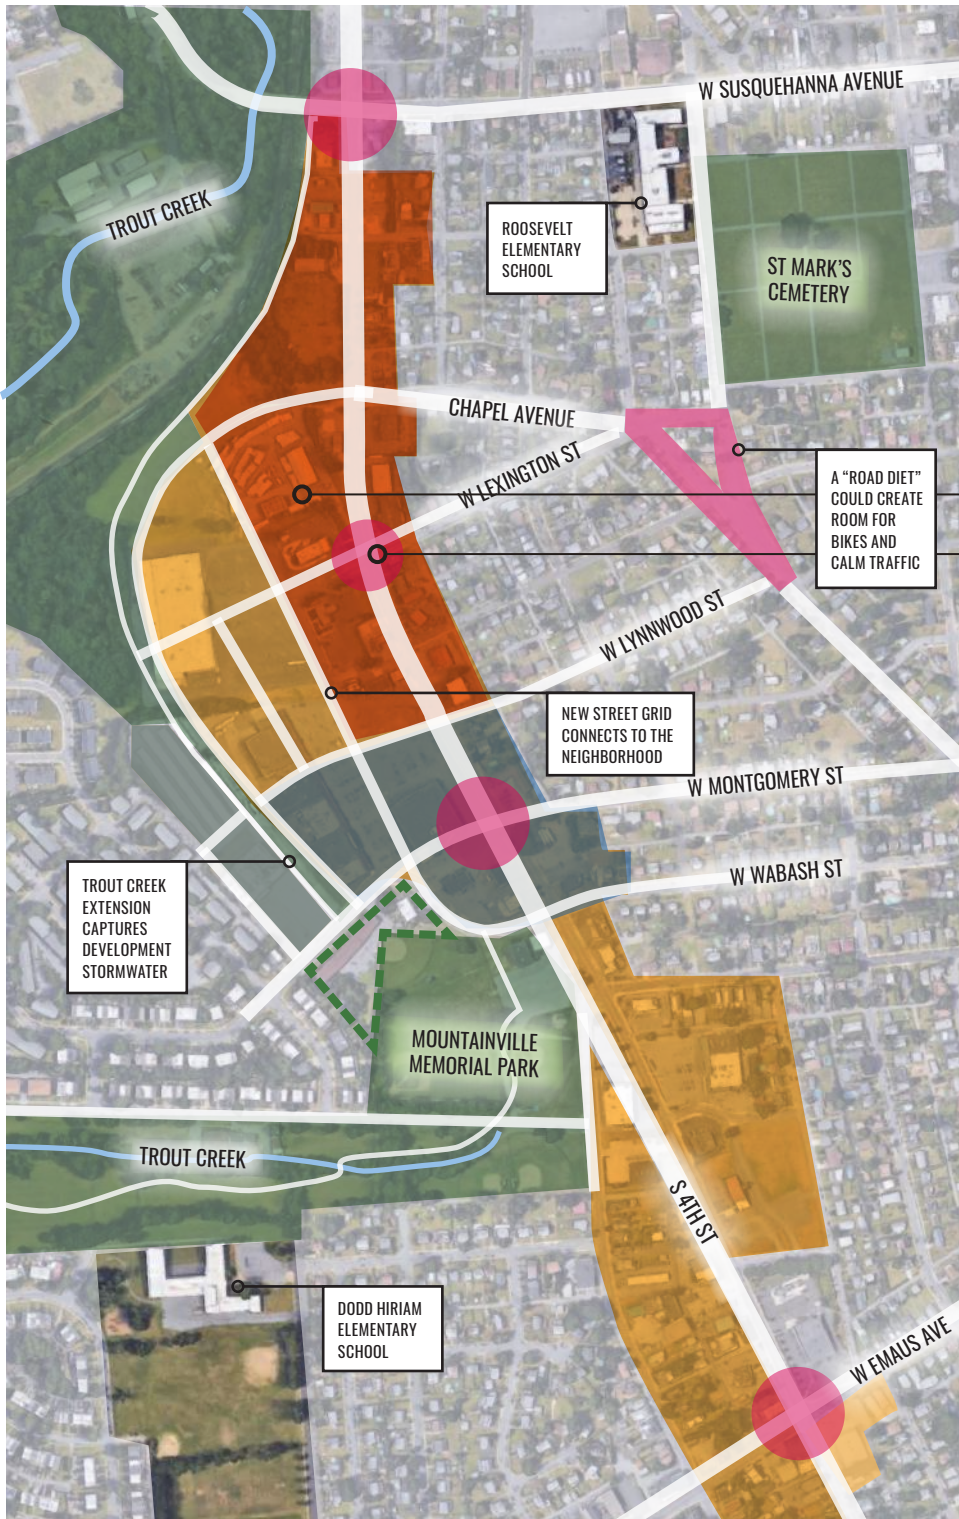 W SUSQUEHANNA AVENUE
TROUT CREEK
ROOSEVELT
ELEMENTARY
SCHOOL
ST MARK'S
CEMETERY
CHAPEL AVENUE
W LEXINGTON ST
A “ROAD DIET”
COULD CREATE
ROOM FOR
BIKES AND
CALM TRAFFIC
W LYNNWOOD ST
NEW STREET GRID
CONNECTS TO THE
NEIGHBORHOOD
W MONTGOMERY ST
W WABASH ST
TROUT CREEK
EXTENSION
CAPTURES
DEVELOPMENT
STORMWATER
MOUNTAINVILLE
MEMORIAL PARK
TROUT CREEK
S 4TH ST
DODD HIRIAM
ELEMENTARY
SCHOOL
W EMAUS AVE